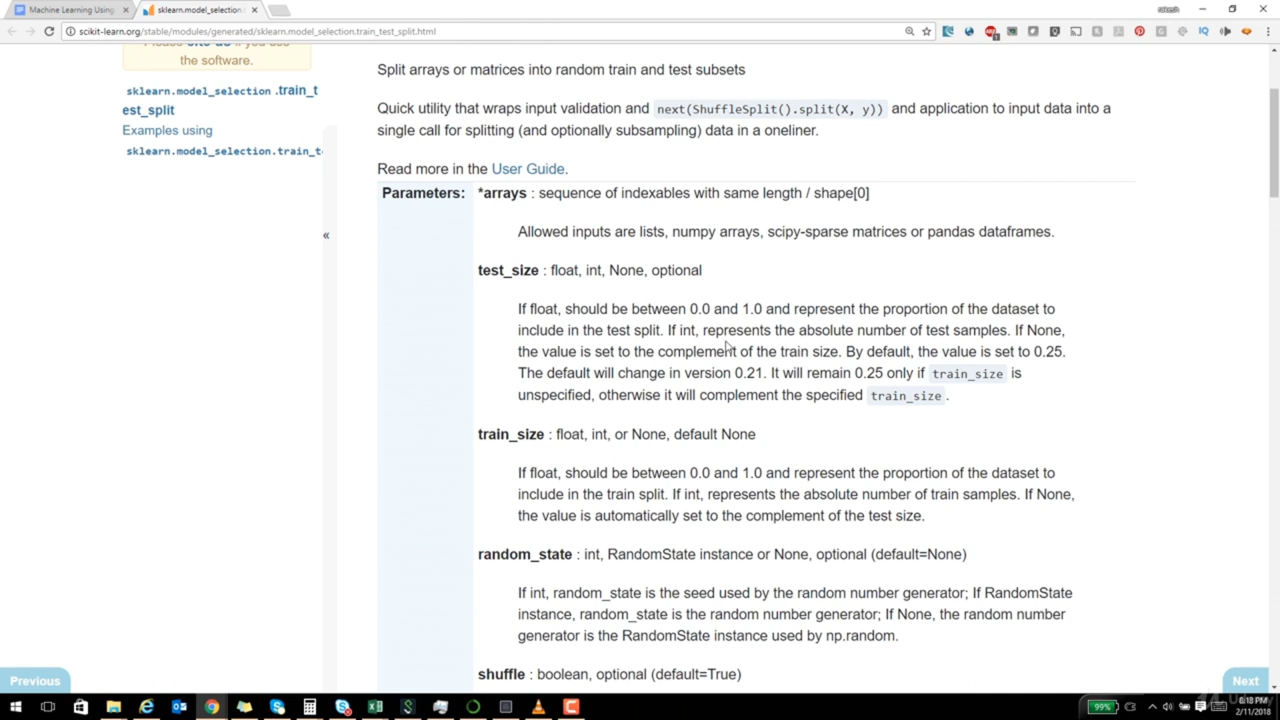 Machine Learning Using
sklearn.model_selection.
rakesh
scikit-learn.org/stable/modules/generated/sklearn.model_selection.train_test_split.html
the software.
sklearn.model_selection .train_t
est_split
Examples using
sklearn.model_selection.train_t
«
Split arrays or matrices into random train and test subsets
Quick utility that wraps input validation and next(ShuffleSplit().split(X, y)) and application to input data into a
single call for splitting (and optionally subsampling) data in a oneliner.
Read more in the User Guide.
Parameters: *arrays : sequence of indexables with same length / shape[0]
Allowed inputs are lists, numpy arrays, scipy-sparse matrices or pandas dataframes.
test_size : float, int, None, optional
If float, should be between 0.0 and 1.0 and represent the proportion of the dataset to
include in the test split. If int, represents the absolute number of test samples. If None,
the value is set to the complement of the train size. By default, the value is set to 0.25.
The default will change in version 0.21. It will remain 0.25 only if train_size is
unspecified, otherwise it will complement the specified train_size .
train_size : float, int, or None, default None
If float, should be between 0.0 and 1.0 and represent the proportion of the dataset to
include in the train split. If int, represents the absolute number of train samples. If None,
the value is automatically set to the complement of the test size.
random_state : int, RandomState instance or None, optional (default=None)
If int, random_state is the seed used by the random number generator; If RandomState
instance, random_state is the random number generator; If None, the random number
generator is the RandomState instance used by np.random.
shuffle : boolean, optional (default=True)
Previous
Next
99%
8:18 PM
2/11/2018